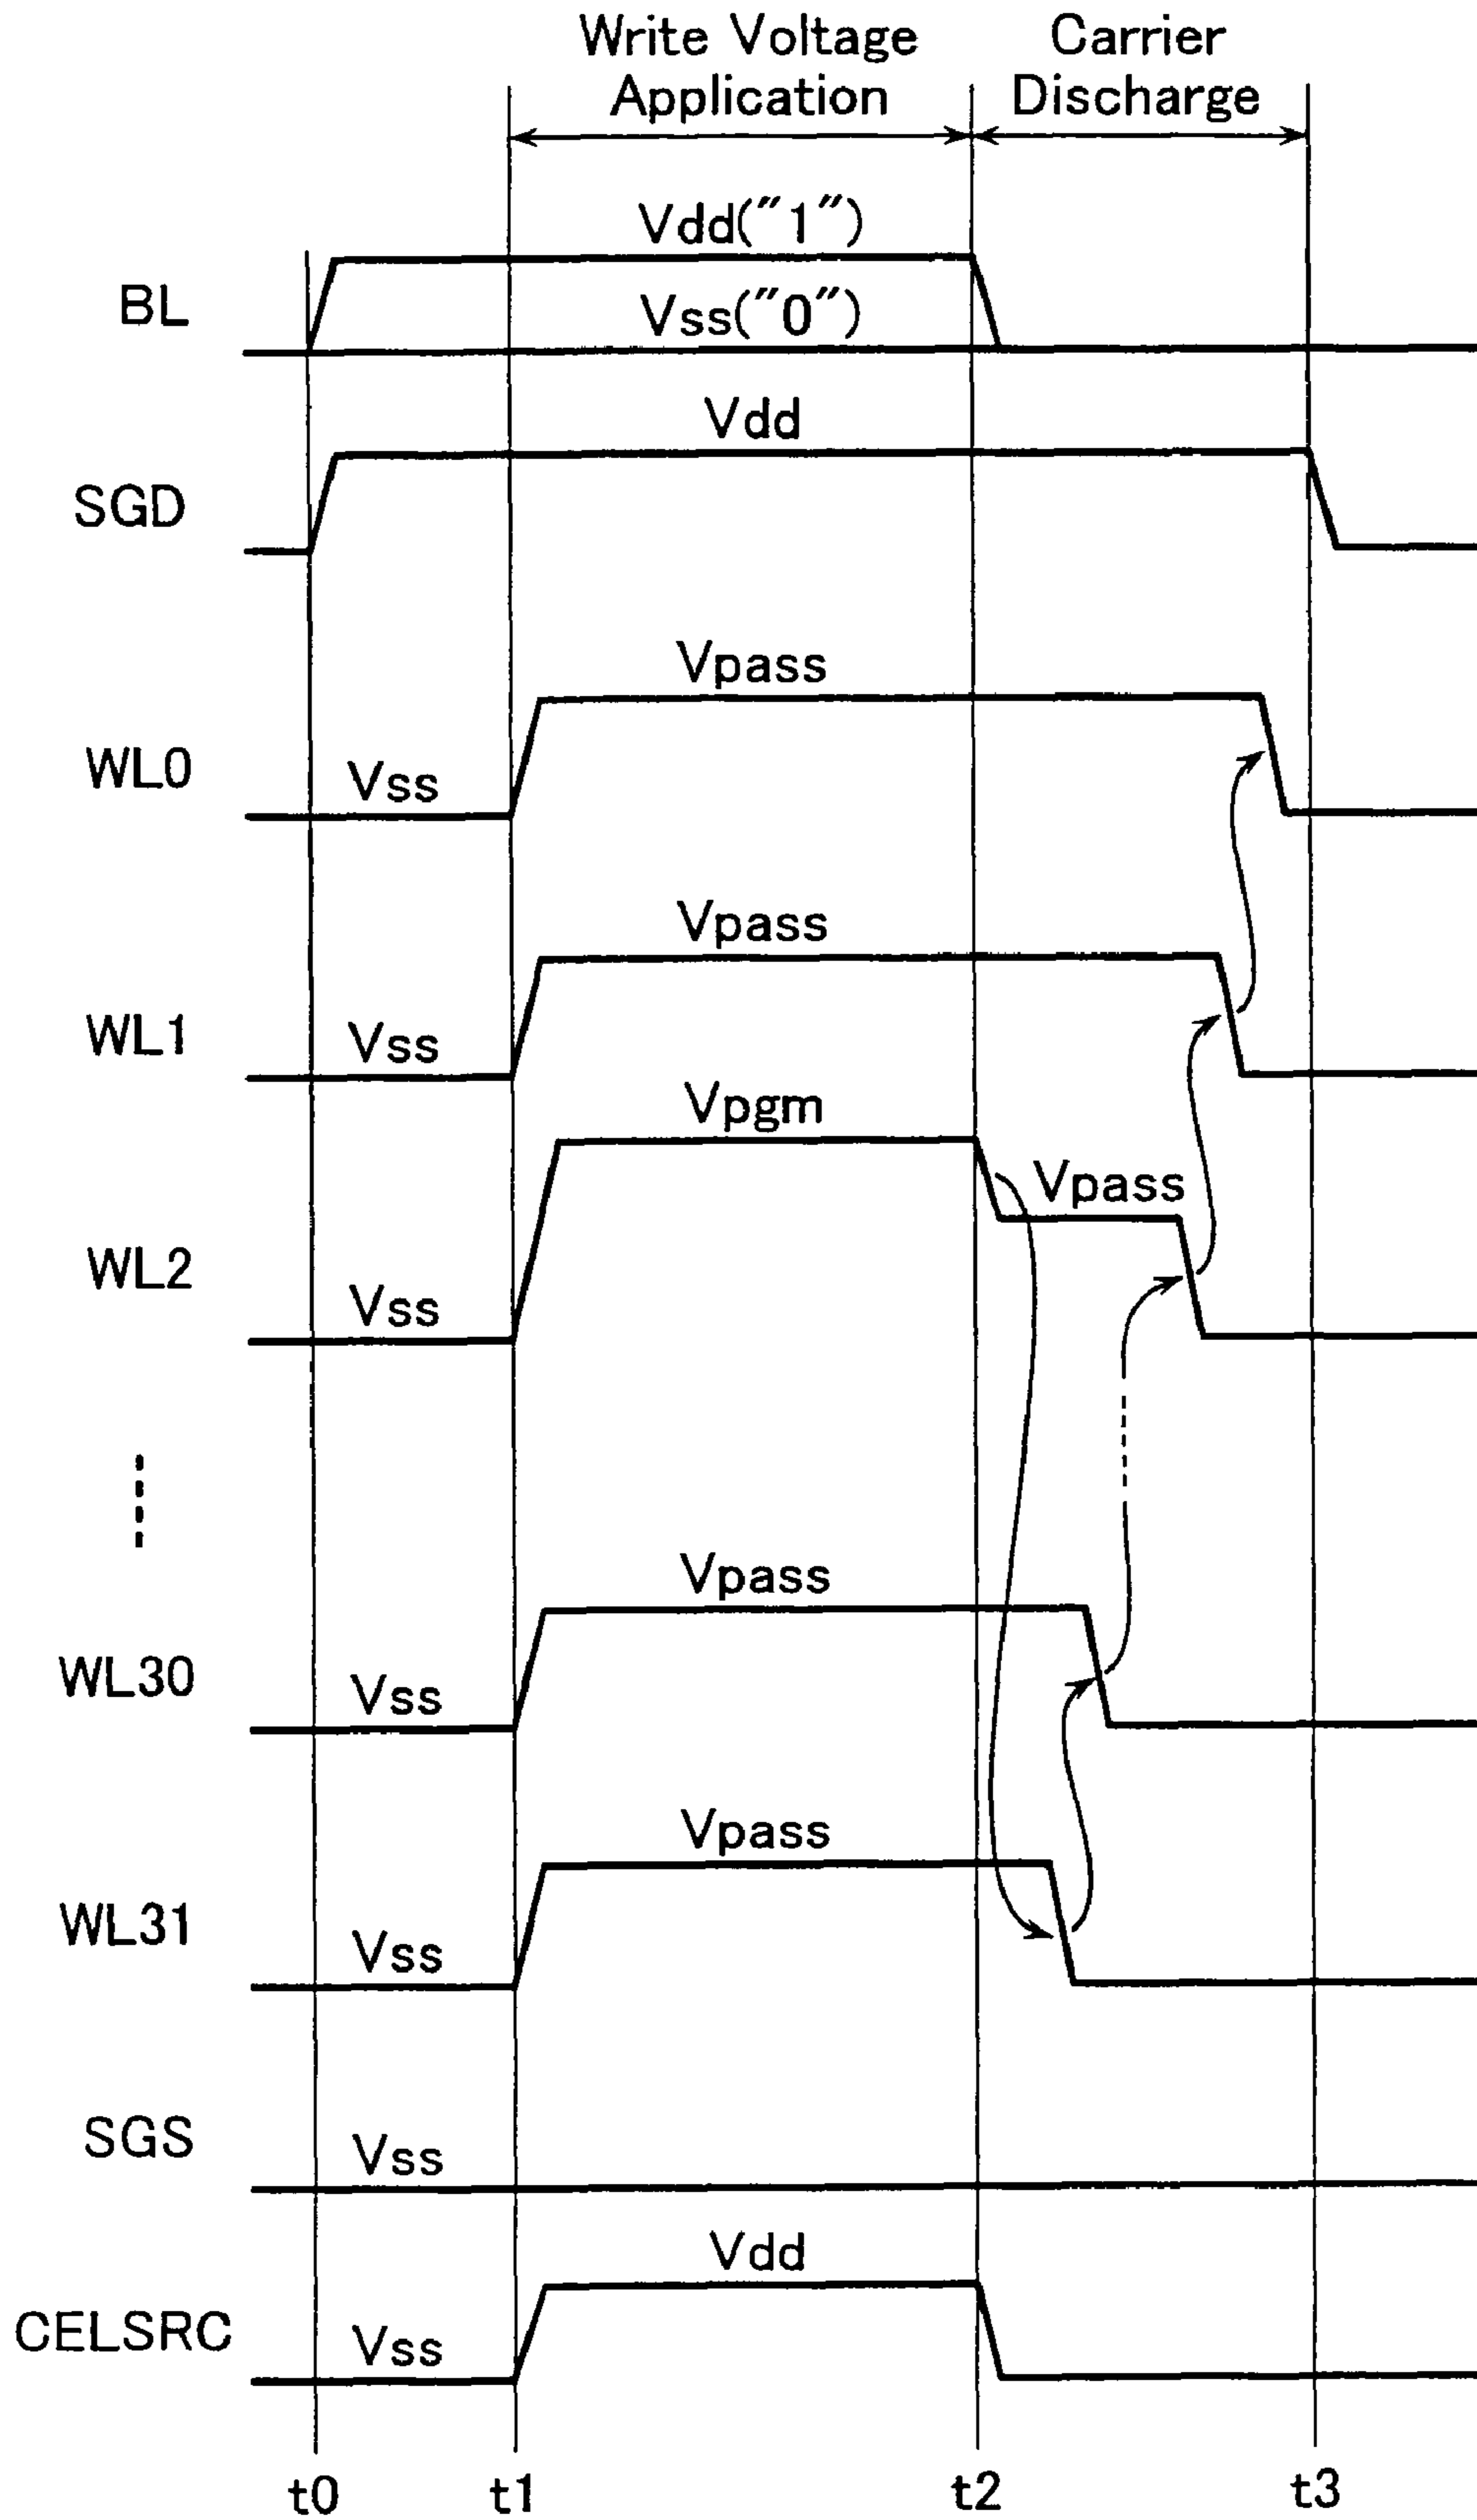 Write Voltage
Application
Carrier
Discharge
Vdd("1")
BL
Vss("0")
Vdd
SGD
Vpass
WL0
Vss
Vpass
WL1
Vss
Vpgm
Vpass
WL2
Vss
Vpass
WL30
Vss
Vpass
WL31
Vss
SGS
Vss
Vdd
CELSRC
Vss
t0
t1
t2
t3